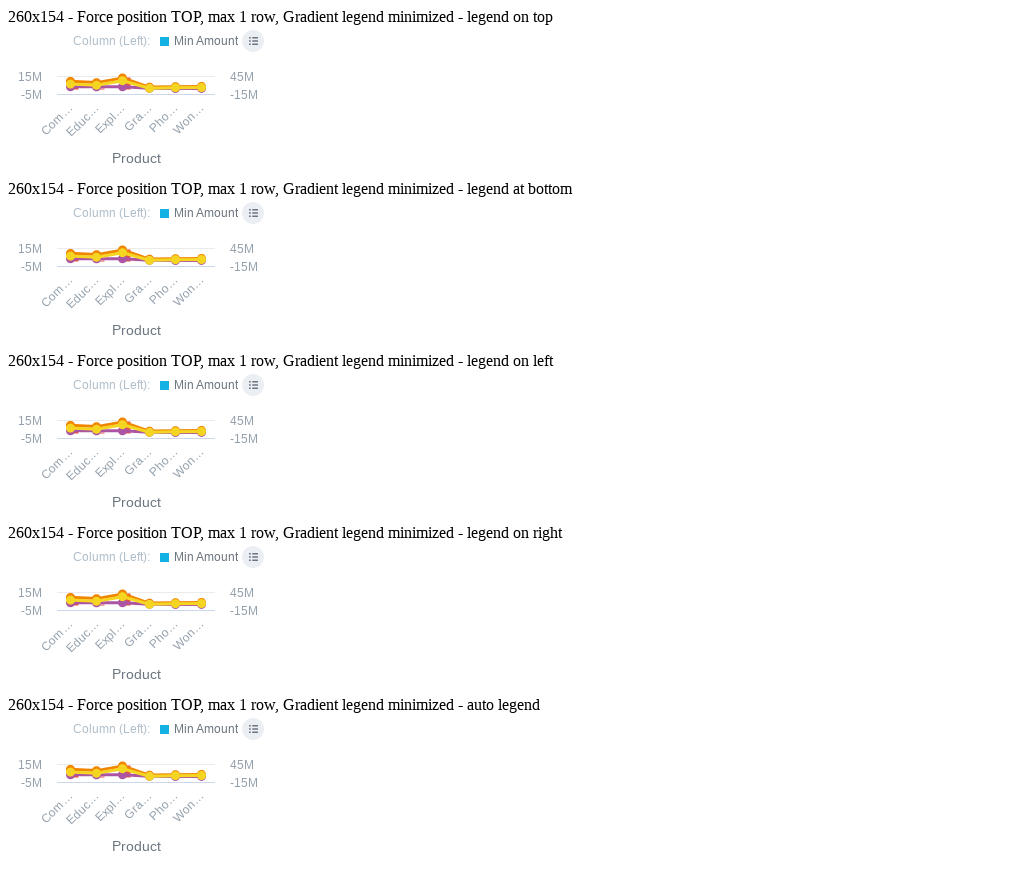 260x154 - Force position TOP, max 1 row, Gradient legend minimized - legend on top
Column (Left): Min Amount
15M 45M
-5M -15M
Com… Educ… Expl… Gra… Pho… Won…
Product
260x154 - Force position TOP, max 1 row, Gradient legend minimized - legend at bottom
Column (Left): Min Amount
15M 45M
-5M -15M
Com… Educ… Expl… Gra… Pho… Won…
Product
260x154 - Force position TOP, max 1 row, Gradient legend minimized - legend on left
Column (Left): Min Amount
15M 45M
-5M -15M
Com… Educ… Expl… Gra… Pho… Won…
Product
260x154 - Force position TOP, max 1 row, Gradient legend minimized - legend on right
Column (Left): Min Amount
15M 45M
-5M -15M
Com… Educ… Expl… Gra… Pho… Won…
Product
260x154 - Force position TOP, max 1 row, Gradient legend minimized - auto legend
Column (Left): Min Amount
15M 45M
-5M -15M
Com… Educ… Expl… Gra… Pho… Won…
Product